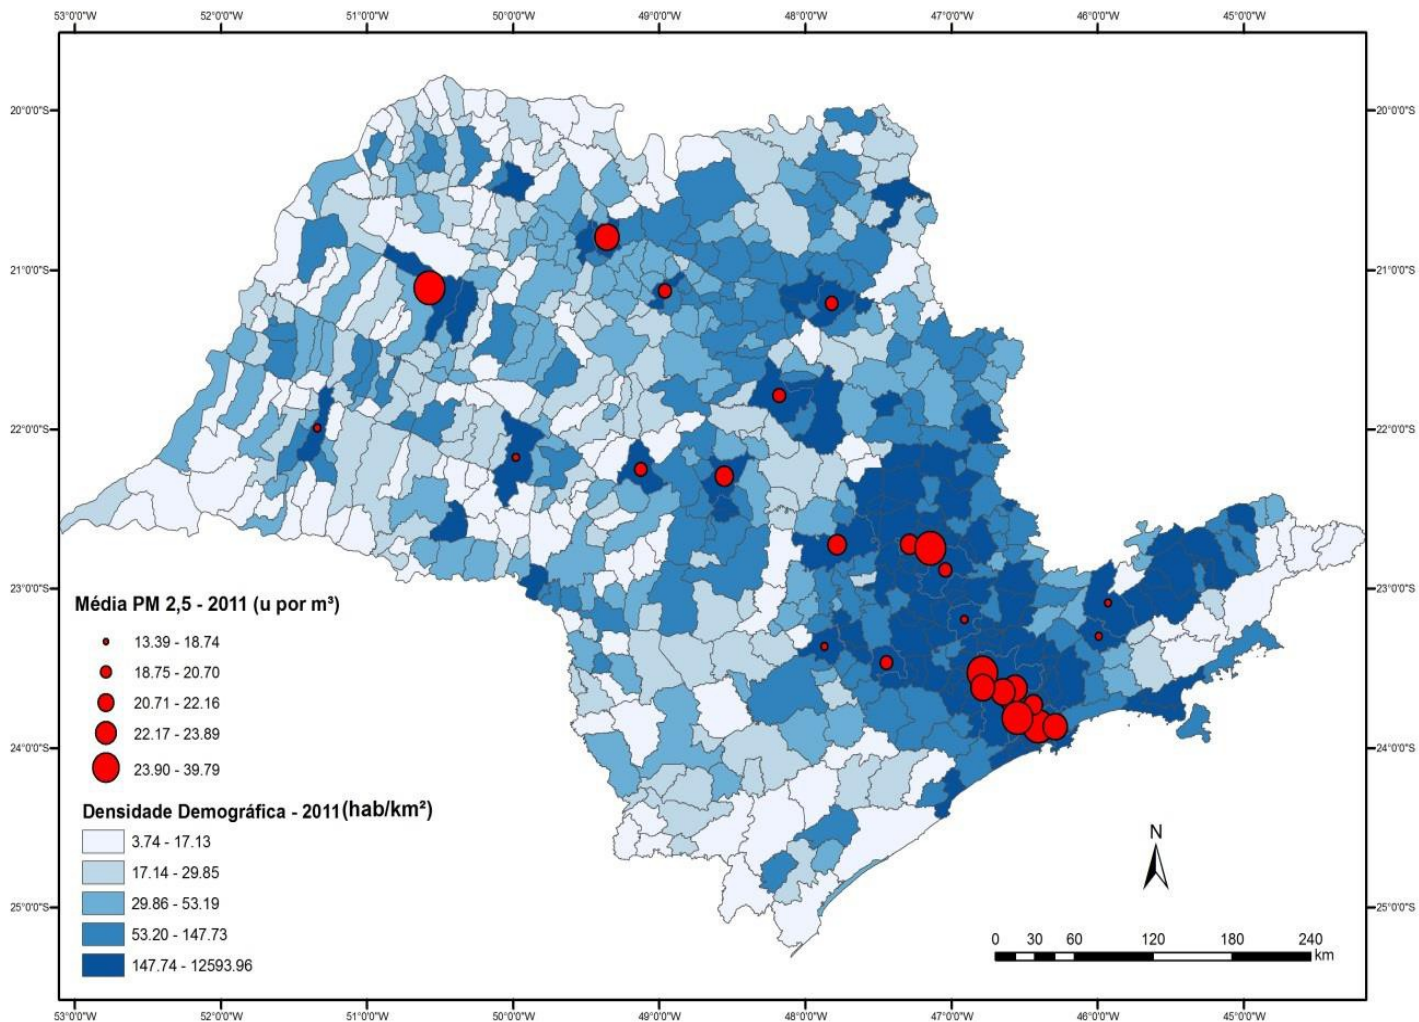 53°0'0"W 52°0'0"W 51°0'0"W 50°0'0"W 49°0'0"W 48°0'0"W 47°0'0"W 46°0'0"W 45°0'0"W
20°0'0"S 20°0'0"S
21°0'0"S 21°0'0"S
22°0'0"S 22°0'0"S
23°0'0"S 23°0'0"S
Média PM 2,5 - 2011 (u por m³)
13.39 - 18.74
18.75 - 20.70
20.71 - 22.16
22.17 - 23.89
23.90 - 39.79
24°0'0"S 24°0'0"S
Densidade Demográfica - 2011 (hab/km²)
3.74 - 17.13
17.14 - 29.85
29.86 - 53.19
53.20 - 147.73
147.74 - 12593.96
N
25°0'0"S 25°0'0"S
0 30 60 120 180 240
km
53°0'0"W 52°0'0"W 51°0'0"W 50°0'0"W 49°0'0"W 48°0'0"W 47°0'0"W 46°0'0"W 45°0'0"W